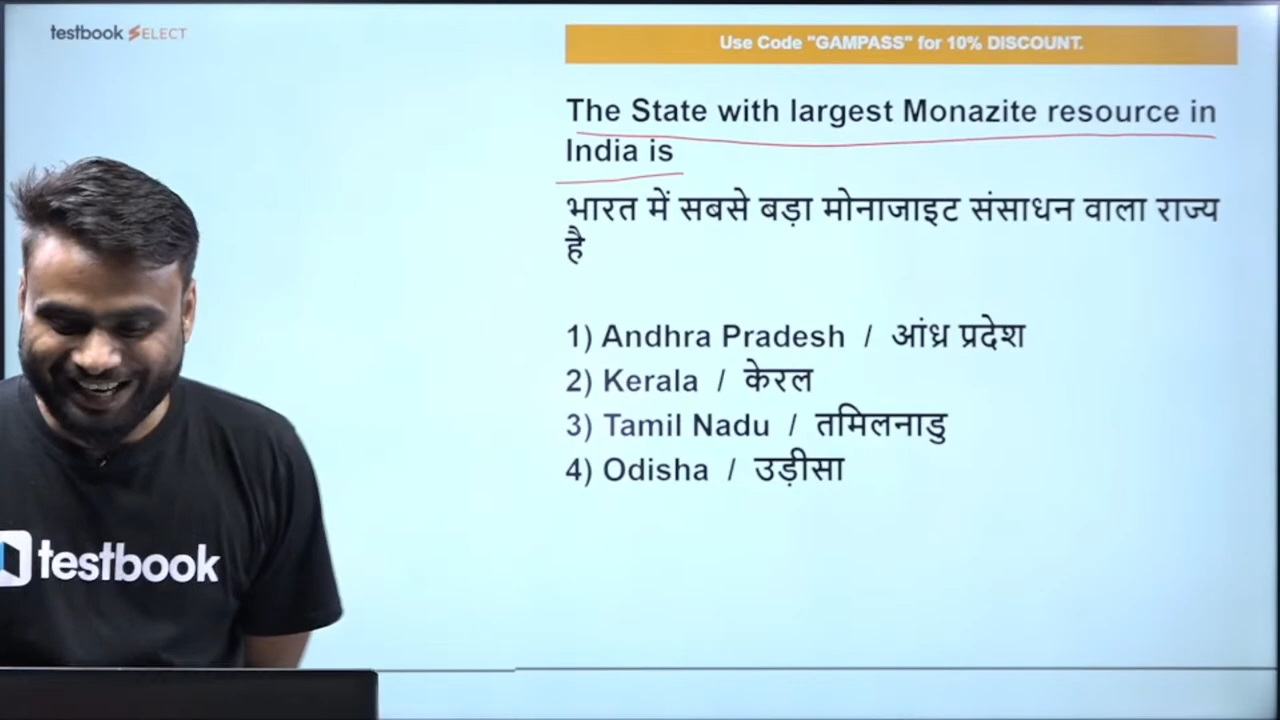 testbook SELECT
Use Code "GAMPASS" for 10% DISCOUNT.
The State with largest Monazite resource in
India is
भारत में सबसे बड़ा मोनाजाइट संसाधन वाला राज्य
है
1) Andhra Pradesh / आंध्र प्रदेश
2) Kerala / केरल
3) Tamil Nadu / तमिलनाडु
4) Odisha / उड़ीसा
testbook